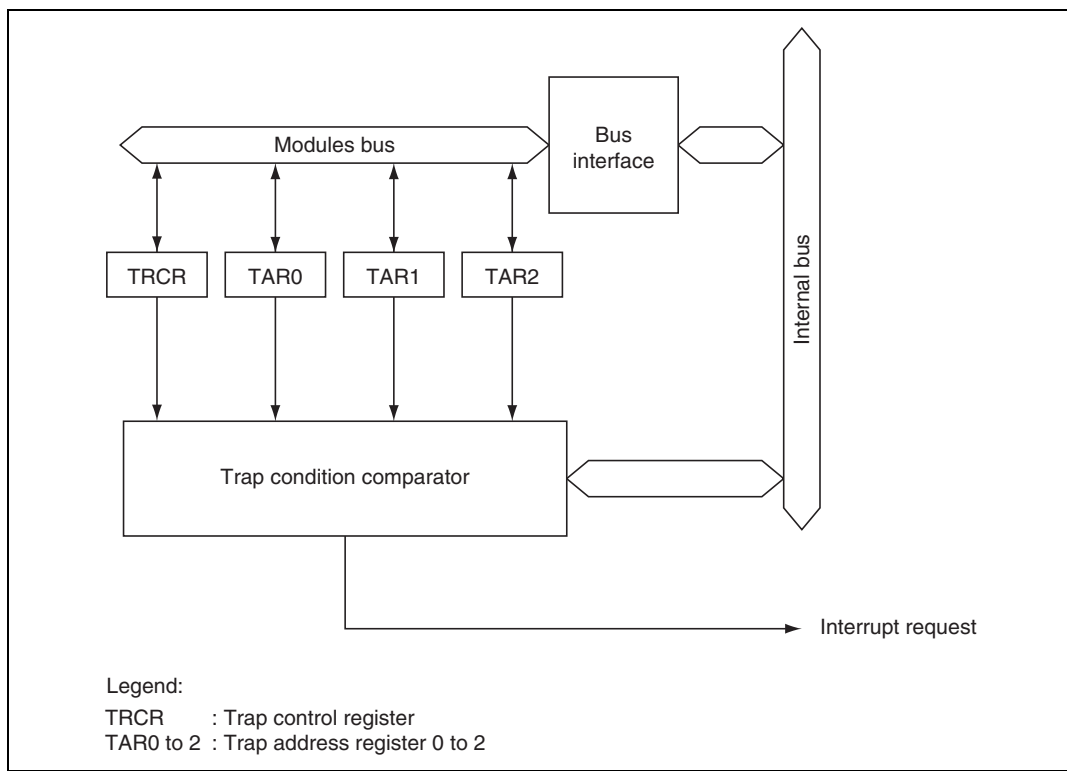 Modules bus
Bus
interface
TRCR
TAR0
TAR1
TAR2
Internal bus
Trap condition comparator
Interrupt request
Legend:
TRCR : Trap control register
TAR0 to 2 : Trap address register 0 to 2